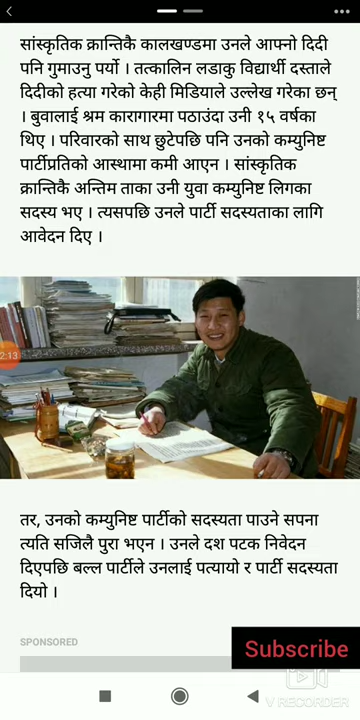 सांस्कृतिक क्रान्तिकै कालखण्डमा उनले आफ्नो दिदी
पनि गुमाउनु पर्यो । तत्कालिन लडाकु विद्यार्थी दस्ताले
दिदीको हत्या गरेको केही मिडियाले उल्लेख गरेका छन्
। बुवालाई श्रम कारागारमा पठाउंदा उनी १५ वर्षका
थिए । परिवारको साथ छुटेपछि पनि उनको कम्युनिष्ट
पार्टीप्रतिको आस्थामा कमी आएन । सांस्कृतिक
क्रान्तिकै अन्तिम ताका उनी युवा कम्युनिष्ट लिगका
सदस्य भए । त्यसपछि उनले पार्टी सदस्यताका लागि
आवेदन दिए ।
2:13
तर, उनको कम्युनिष्ट पार्टीको सदस्यता पाउने सपना
त्यति सजिलै पुरा भएन । उनले दश पटक निवेदन
दिएपछि बल्ल पार्टीले उनलाई पत्यायो र पार्टी सदस्यता
दियो ।
SPONSORED
Subscribe
V RECORDER